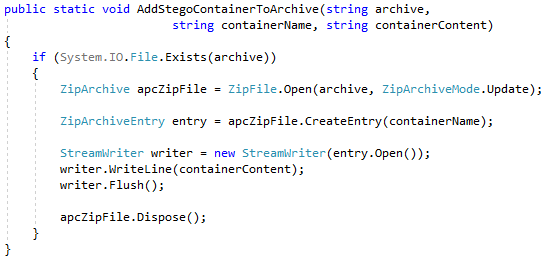 public static void AddStegoContainerToArchive(string archive,
string containerName, string containerContent)
{
if (System.IO.File.Exists(archive))
{
ZipArchive apcZipFile = ZipFile.Open(archive, ZipArchiveMode.Update);
ZipArchiveEntry entry = apcZipFile.CreateEntry(containerName);
StreamWriter writer = new StreamWriter(entry.Open());
writer.WriteLine(containerContent);
writer.Flush();
apcZipFile.Dispose();
}
}